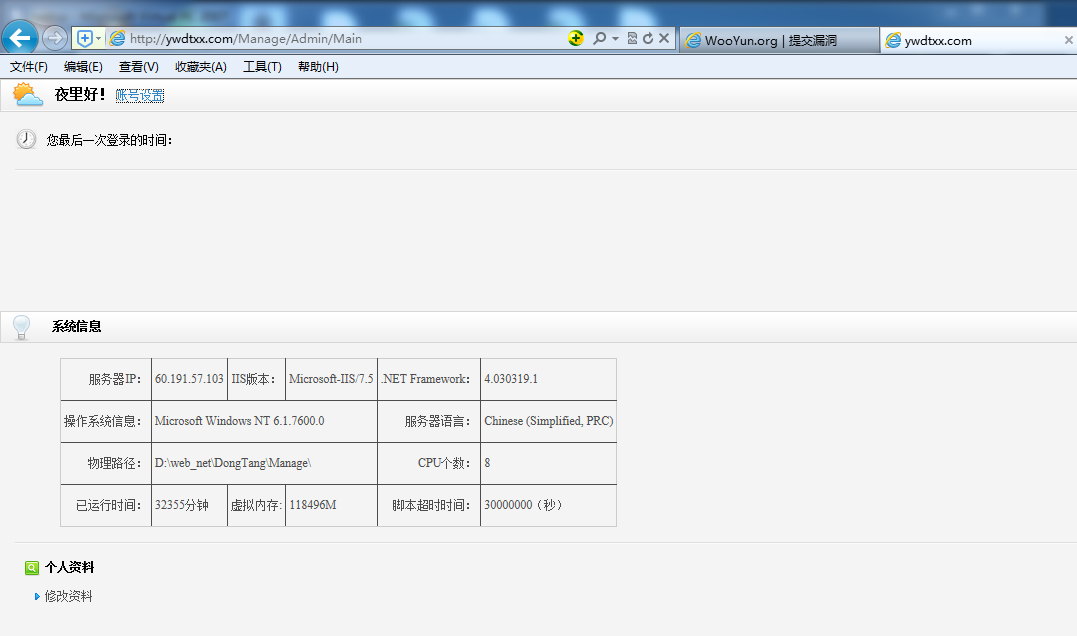 http://ywdtxx.com/Manage/Admin/Main
WooYun.org | 提交漏洞
ywdtxx.com
文件(F) 编辑(E) 查看(V) 收藏夹(A) 工具(T) 帮助(H)
夜里好！ 账号设置
您最后一次登录的时间：
系统信息
服务器IP： 60.191.57.103 IIS版本： Microsoft-IIS/7.5 .NET Framework： 4.030319.1
操作系统信息： Microsoft Windows NT 6.1.7600.0 服务器语言： Chinese (Simplified, PRC)
物理路径： D:\web_net\DongTang\Manage\ CPU个数： 8
已运行时间： 32355分钟 虚拟内存: 118496M 脚本超时时间： 30000000（秒）
个人资料
修改资料